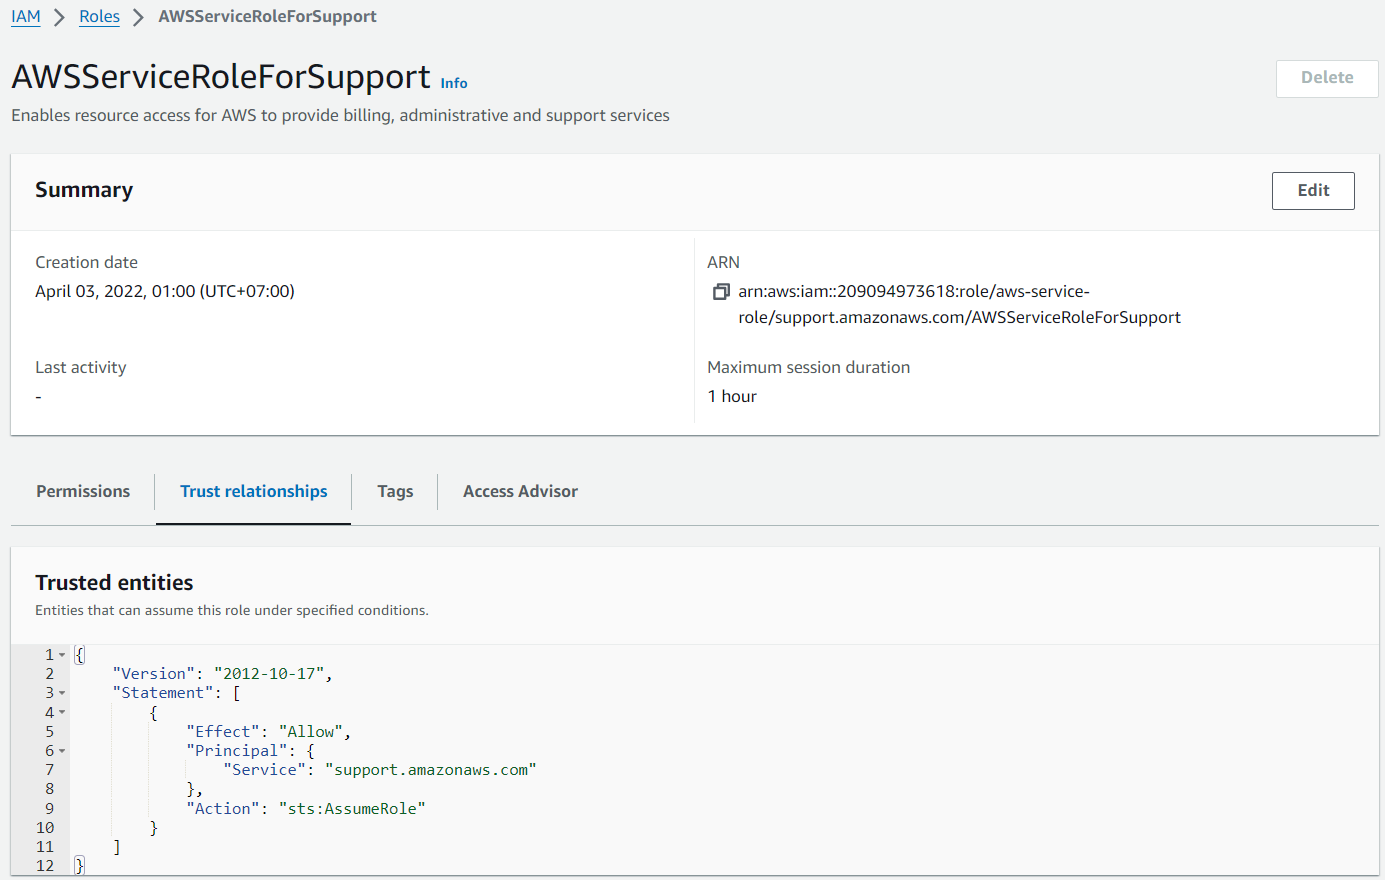 IAM > Roles > AWSServiceRoleForSupport
AWSServiceRoleForSupport Info
Delete
Enables resource access for AWS to provide billing, administrative and support services
Summary
Edit
Creation date
April 03, 2022, 01:00 (UTC+07:00)
ARN
arn:aws:iam::209094973618:role/aws-service-
role/support.amazonaws.com/AWSServiceRoleForSupport
Last activity
-
Maximum session duration
1 hour
Permissions
Trust relationships
Tags
Access Advisor
Trusted entities
Entities that can assume this role under specified conditions.
1 {
2     "Version": "2012-10-17",
3     "Statement": [
4         {
5             "Effect": "Allow",
6             "Principal": {
7                 "Service": "support.amazonaws.com"
8             },
9             "Action": "sts:AssumeRole"
10         }
11     ]
12 }